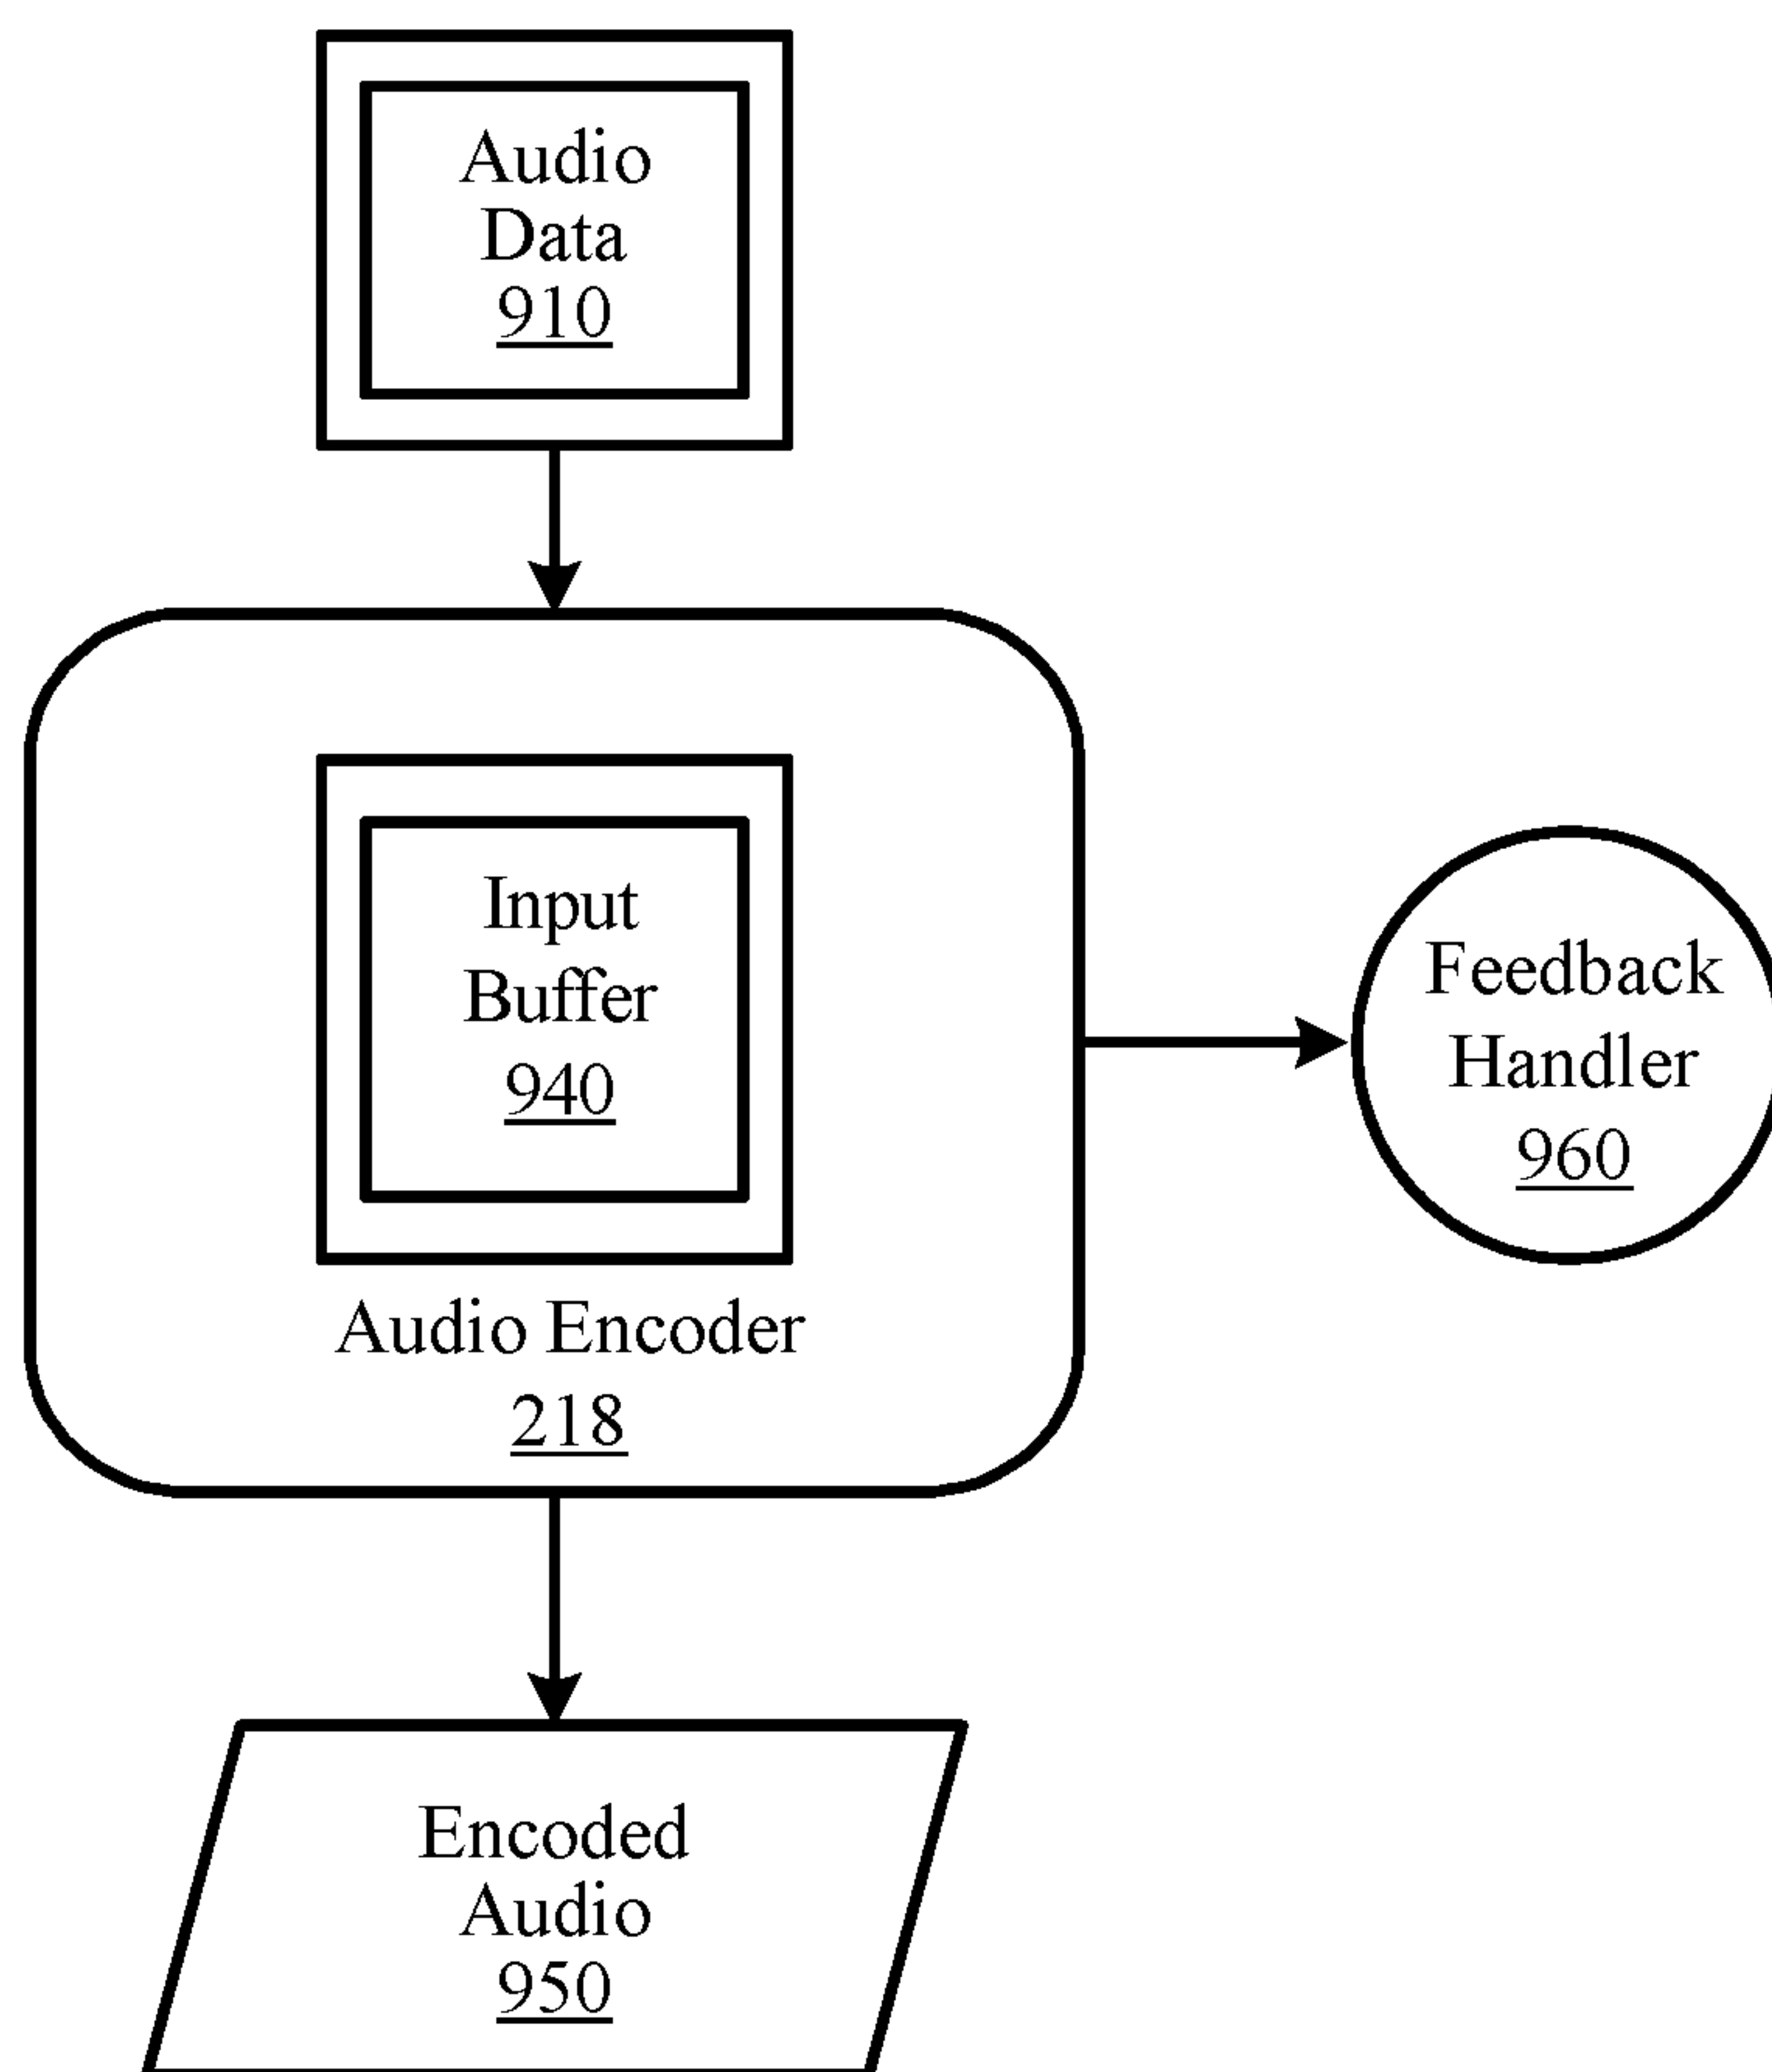 Audio
Data
910
Input
Buffer
940
Audio Encoder
218
Feedback
Handler
960
Encoded
Audio
950